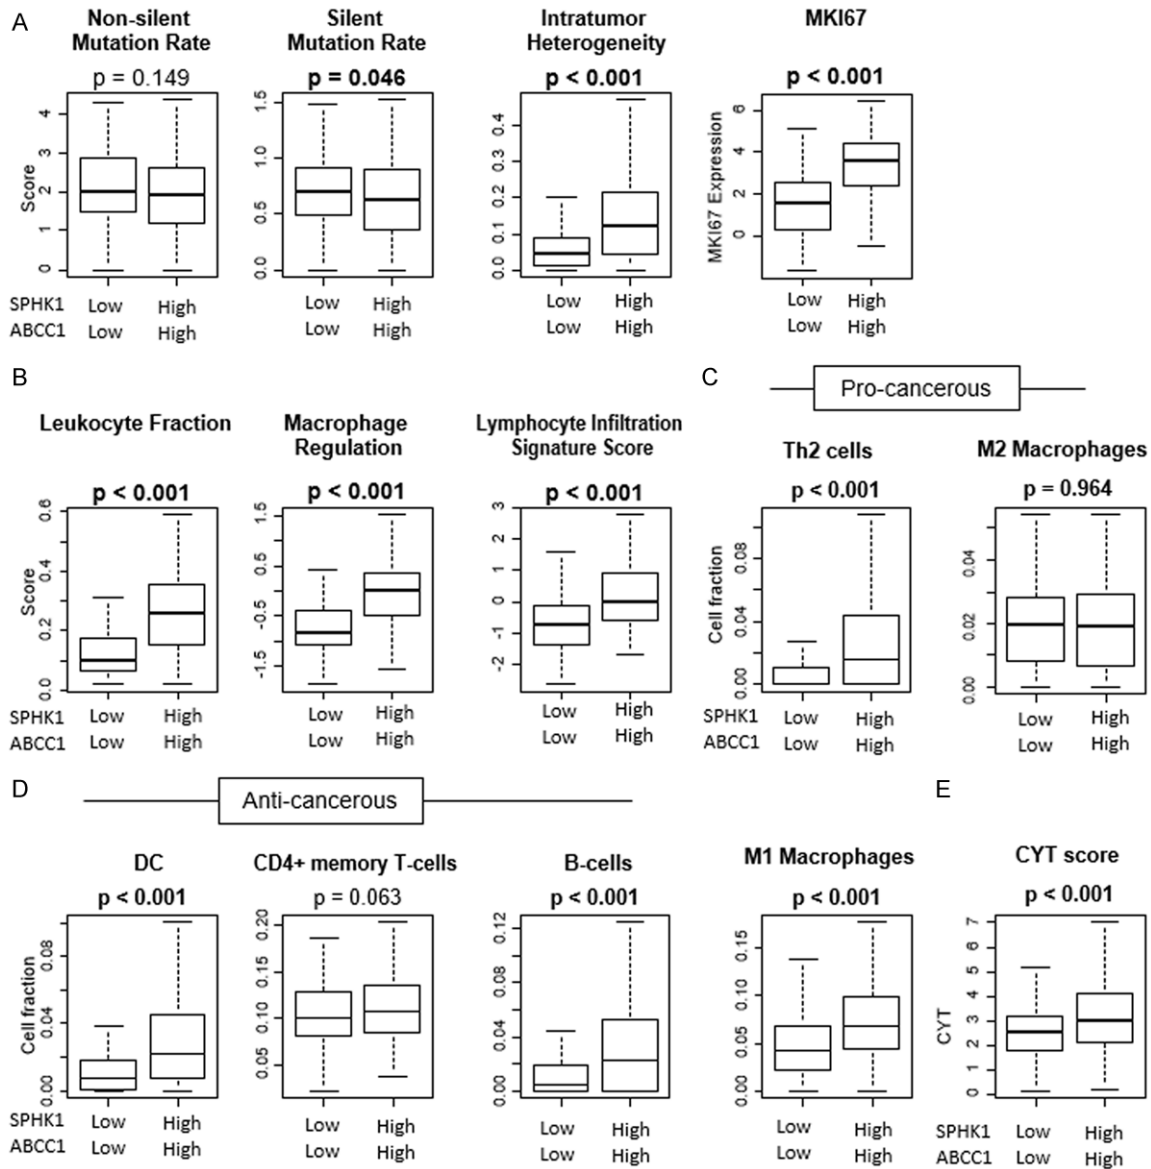 A
Non-silent
Mutation Rate
p = 0.149
Silent
Mutation Rate
p = 0.046
Intratumor
Heterogeneity
p < 0.001
MKI67
p < 0.001
Score
0 1 2 3 4
0.0 0.5 1.0 1.5
0.0 0.1 0.2 0.3 0.4
MKI67 Expression
0 2 4 6
SPHK1 Low High Low High Low High Low High
ABCC1 Low High Low High Low High Low High
B
Leukocyte Fraction
p < 0.001
Macrophage
Regulation
p < 0.001
Lymphocyte Infiltration
Signature Score
p < 0.001
Score
0.0 0.2 0.4 0.6
-1.5 -0.5 0.5 1.5
-2 -1 0 1 2 3
SPHK1 Low High Low High Low High
ABCC1 Low High Low High Low High
C
Pro-cancerous
Th2 cells
p < 0.001
M2 Macrophages
p = 0.964
Cell fraction
0.00 0.04 0.08
0.00 0.02 0.04
SPHK1 Low High Low High
ABCC1 Low High Low High
D
Anti-cancerous
DC
p < 0.001
CD4+ memory T-cells
p = 0.063
B-cells
p < 0.001
M1 Macrophages
p < 0.001
Cell fraction
0.00 0.04 0.08
0.05 0.10 0.15 0.20
0.00 0.04 0.08 0.12
0.00 0.05 0.10 0.15
SPHK1 Low High Low High Low High Low High
ABCC1 Low High Low High Low High Low High
E
CYT score
p < 0.001
CYT
0 1 2 3 4 5 6 7
SPHK1 Low High
ABCC1 Low High